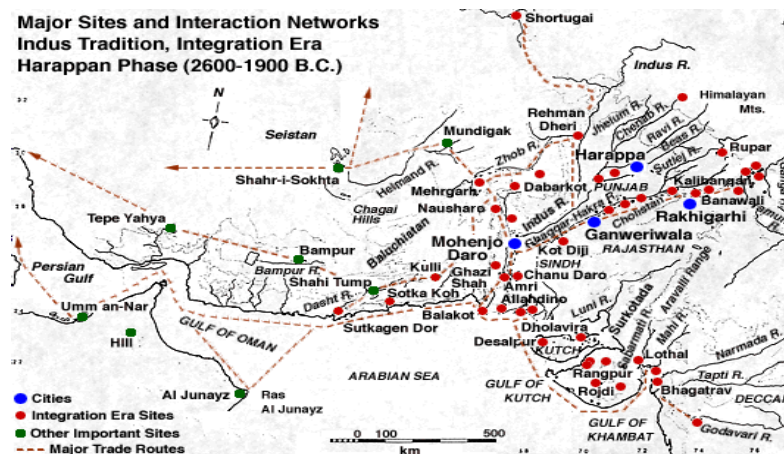 Major Sites and Interaction Networks
Indus Tradition, Integration Era
Harappan Phase (2600-1900 B.C.)
Shortugai
Indus R.
Himalayan
Mts.
N
Rehman
Dheri
Jhelum R.
Chenab R.
Ravi R.
Beas R.
Sutlej R.
Rupar
Seistan
Mundigak
Zhob R.
Harappa
Shahr-i-Sokhta
Helmand R.
Mehrgarh
Dabarkot
PUNJAB
Kalibangan
Banawali
Chagai
Hills
Nausharo
Indus R.
Ghaggar-Hakra R.
Cholistan
Rakhigarhi
Tepe Yahya
Baluchistan
Mohenjo
Daro
Ganweriwala
RAJASTHAN
Bampur
Bampur R.
Kot Diji
SINDH
Persian
Gulf
Kulli
Ghazi
Shah
Chanu Daro
Shahi Tump
Amri
Dasht R.
Sotka Koh
Allahdino
Luni R.
Aravalli Range
Umm an-Nar
Sutkagen Dor
Balakot
Dholavira
Surkotada
Sabarmati R.
Mahi R.
GULF OF OMAN
Hili
Desalpur
KUTCH
Lothal
Narmada R.
ARABIAN SEA
Rangpur
Tapti R.
Al Junayz
Ras
Al Junayz
GULF OF
KUTCH
Rojdi
Bhagatrav
DECCAN
GULF OF
KHAMBAT
Godavari R.
Cities
Integration Era Sites
Other Important Sites
Major Trade Routes
0 100 500
km